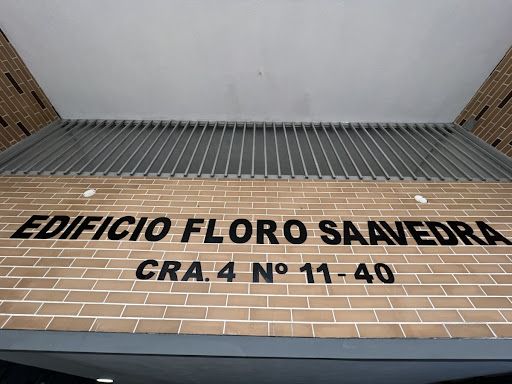 EDIFICIO FLORO SAAVEDRA
CRA. 4 Nº 11-40